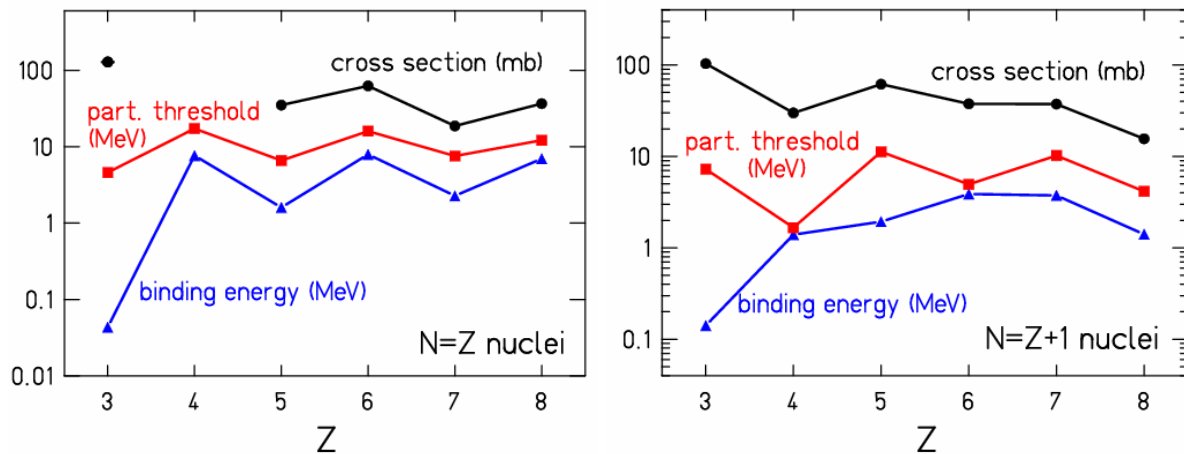 100
10
1
0.1
0.01
cross section (mb)
part. threshold
(MeV)
binding energy (MeV)
N=Z nuclei
3 4 5 6 7 8
Z
100
10
1
0.1
cross section (mb)
part. threshold
(MeV)
binding energy (MeV)
N=Z+1 nuclei
3 4 5 6 7 8
Z